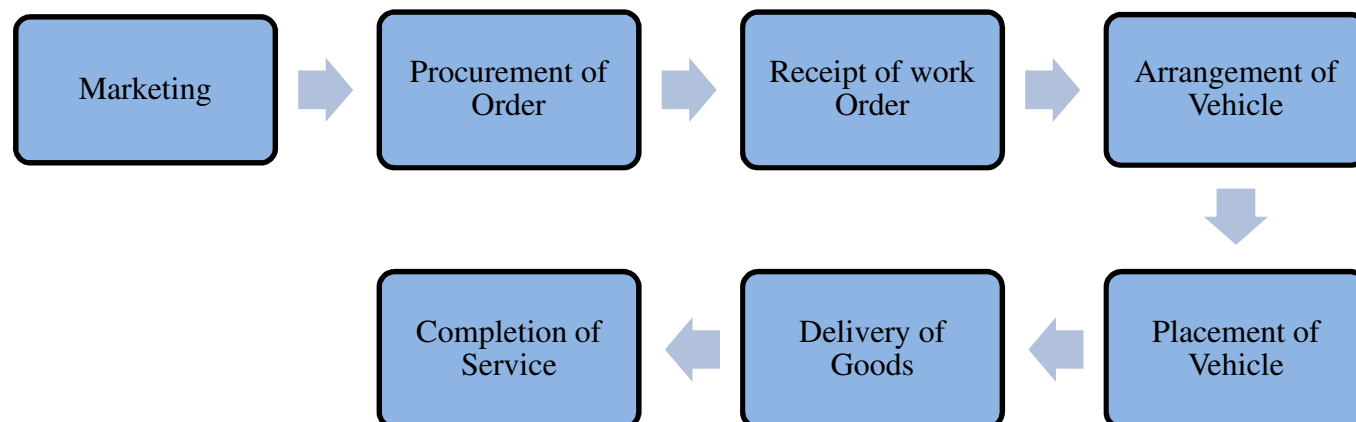 Marketing
Procurement of
Order
Receipt of work
Order
Arrangement of
Vehicle
Placement of
Vehicle
Delivery of
Goods
Completion of
Service